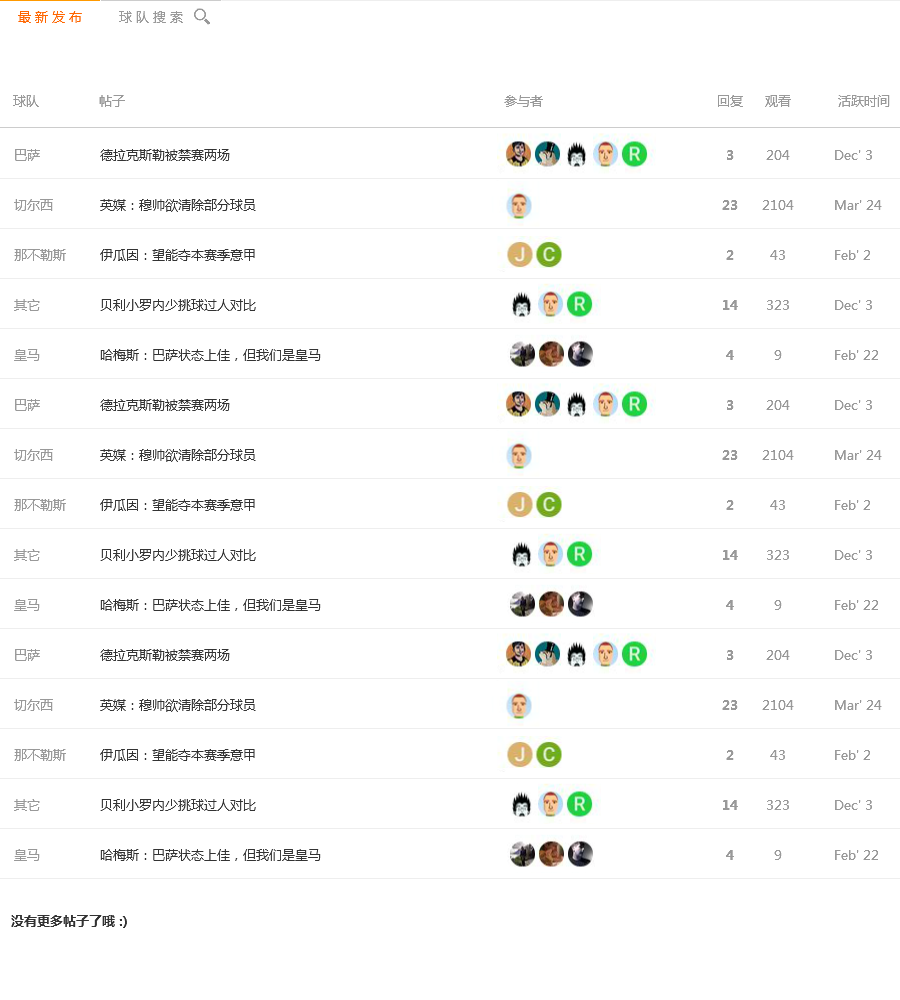 最新发布 球队搜索
球队 帖子 参与者 回复 观看 活跃时间
巴萨 德拉克斯勒被禁赛两场 R 3 204 Dec' 3
切尔西 英媒：穆帅欲清除部分球员 23 2104 Mar' 24
那不勒斯 伊瓜因：望能夺本赛季意甲 J C 2 43 Feb' 2
其它 贝利小罗内少挑球过人对比 R 14 323 Dec' 3
皇马 哈梅斯：巴萨状态上佳，但我们是皇马 4 9 Feb' 22
巴萨 德拉克斯勒被禁赛两场 R 3 204 Dec' 3
切尔西 英媒：穆帅欲清除部分球员 23 2104 Mar' 24
那不勒斯 伊瓜因：望能夺本赛季意甲 J C 2 43 Feb' 2
其它 贝利小罗内少挑球过人对比 R 14 323 Dec' 3
皇马 哈梅斯：巴萨状态上佳，但我们是皇马 4 9 Feb' 22
巴萨 德拉克斯勒被禁赛两场 R 3 204 Dec' 3
切尔西 英媒：穆帅欲清除部分球员 23 2104 Mar' 24
那不勒斯 伊瓜因：望能夺本赛季意甲 J C 2 43 Feb' 2
其它 贝利小罗内少挑球过人对比 R 14 323 Dec' 3
皇马 哈梅斯：巴萨状态上佳，但我们是皇马 4 9 Feb' 22
没有更多帖子了哦 :)